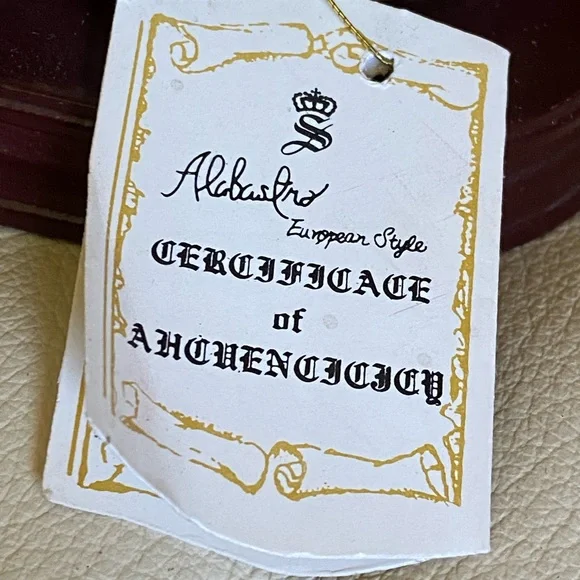 S
Alabastro
European Style
CERCIFICACE
of
AHCUENCICICY